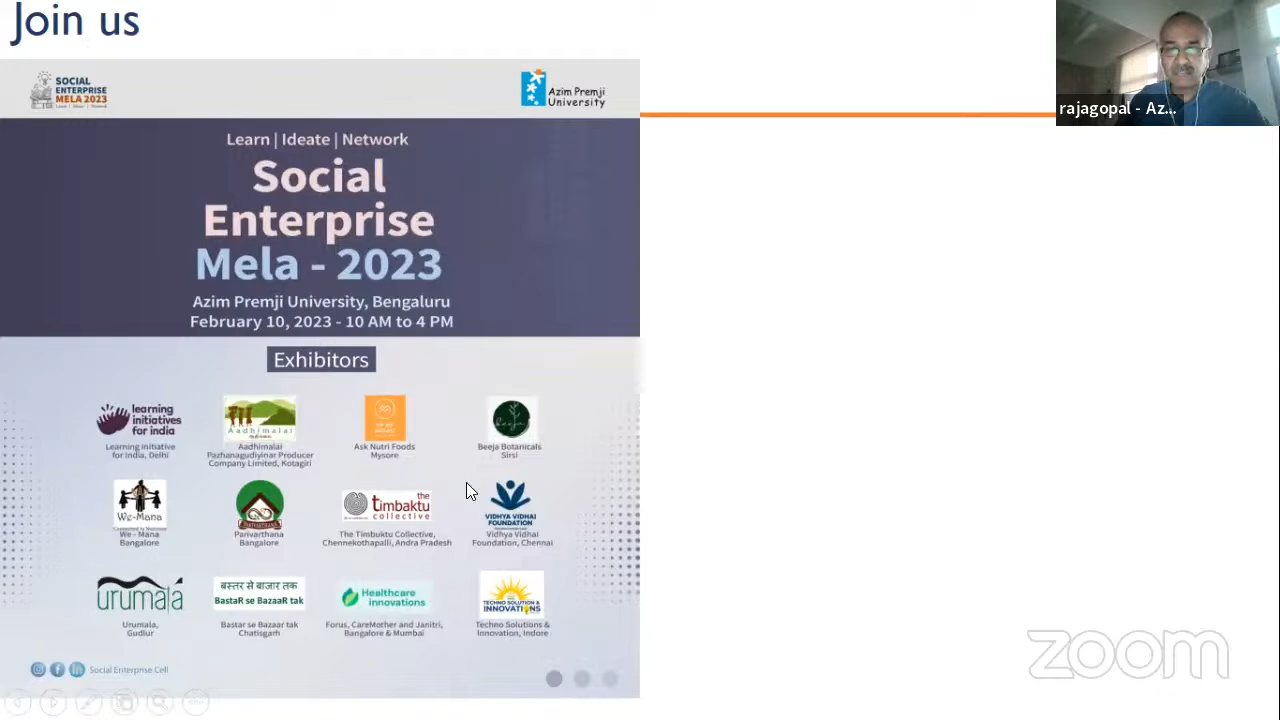 Join us
SOCIAL
ENTERPRISE
MELA 2023
Azim Premji
University
rajagopal - Az...
Learn | Ideate | Network
Social
Enterprise
Mela - 2023
Azim Premji University, Bengaluru
February 10, 2023 - 10 AM to 4 PM
Exhibitors
learning
initiatives
for india
Learning Initiative
for India, Delhi
Aadhimalai
Aadhimalai
Pazhanagudiyinar Producer
Company Limited, Kotagiri
Ask Nutri Foods
Mysore
Beeja
Beeja Botanicals
Sirsi
We-Mana
We - Mana
Bangalore
PARIVARTHANA
Parivarthana
Bangalore
the
timbaktu
collective
The Timbuktu Collective,
Chennekothapalli, Andra Pradesh
VIDHYA VIDHAI
FOUNDATION
Vidhya Vidhai
Foundation, Chennai
urumala
Urumala,
Gudlur
बस्तर से बाजार तक
BastaR se BazaaR tak
Bastar se Bazaar tak
Chatisgarh
Healthcare
innovations
Forus, CareMother and Janitri,
Bangalore & Mumbai
TECHNO SOLUTION &
INNOVATIONS
Techno Solutions &
Innovation, Indore
Social Enterprise Cell
zoom